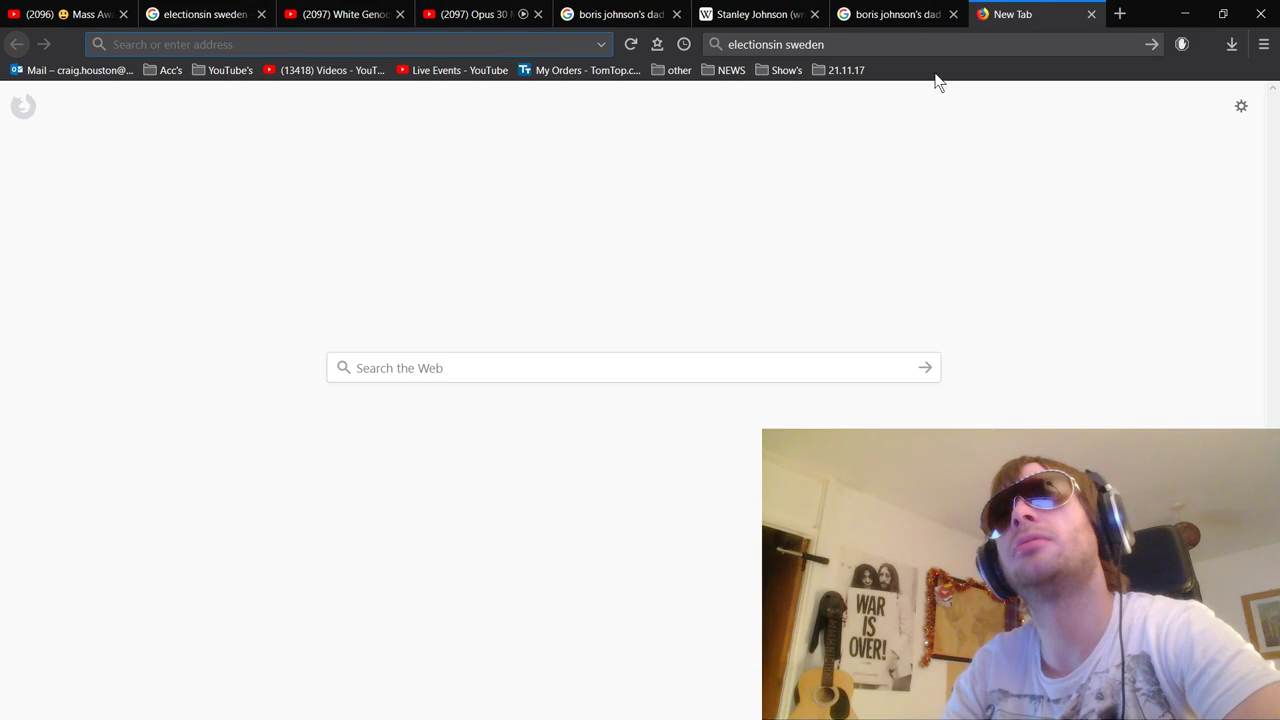 (2096) 😃 Mass Awa
electionsin sweden
(2097) White Genoc
(2097) Opus 30 M
boris johnson's dad
Stanley Johnson (wri
boris johnson's dad
New Tab
Search or enter address
electionsin sweden
Mail – craig.houston@...
Acc's
YouTube's
(13418) Videos - YouT...
Live Events - YouTube
My Orders - TomTop.c...
other
NEWS
Show's
21.11.17
Search the Web
WAR
IS
OVER!